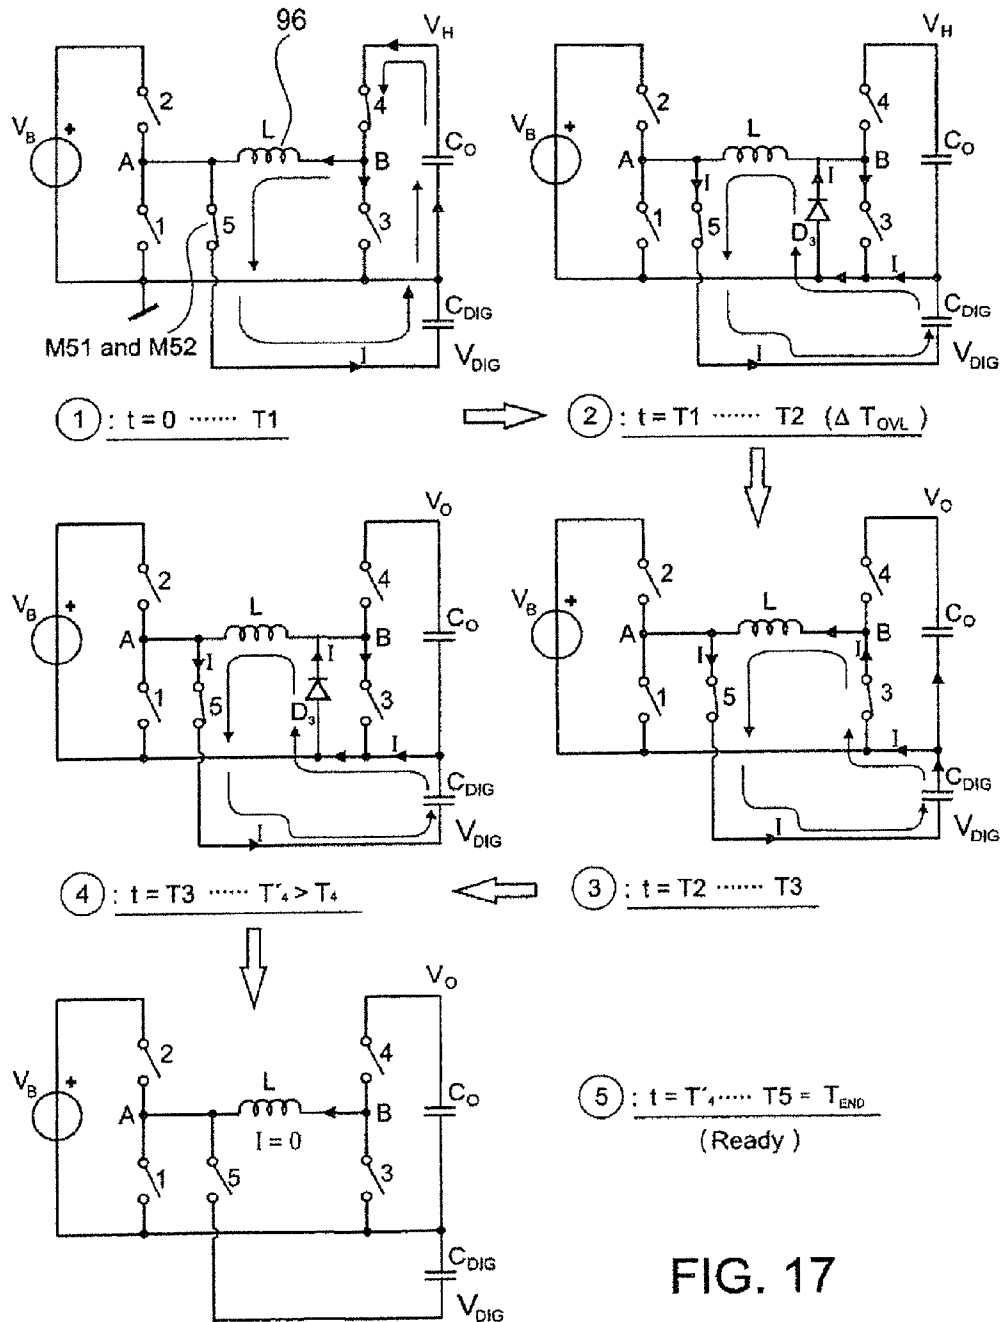 96
V_H
2
4
V_B
+
L
A
B
C_O
1
5
3
C_DIG
M51 and M52
I
V_DIG
1 : t = 0 ······· T1
V_H
2
4
V_B
+
L
A
I
B
C_O
I
1
5
D_3
3
I
C_DIG
I
V_DIG
2 : t = T1 ······· T2 (Δ T_OVL)
V_O
2
4
V_B
+
L
A
I
B
C_O
I
1
5
D_3
3
I
C_DIG
I
V_DIG
4 : t = T3 ······ T´_4 > T_4
V_O
2
4
V_B
+
L
A
B
C_O
I
I
1
5
3
I
C_DIG
I
V_DIG
3 : t = T2 ······· T3
V_O
2
4
V_B
+
L
A
B
C_O
I = 0
1
5
3
C_DIG
V_DIG
5 : t = T´_4 ····· T5 = T_END
(Ready)
FIG. 17